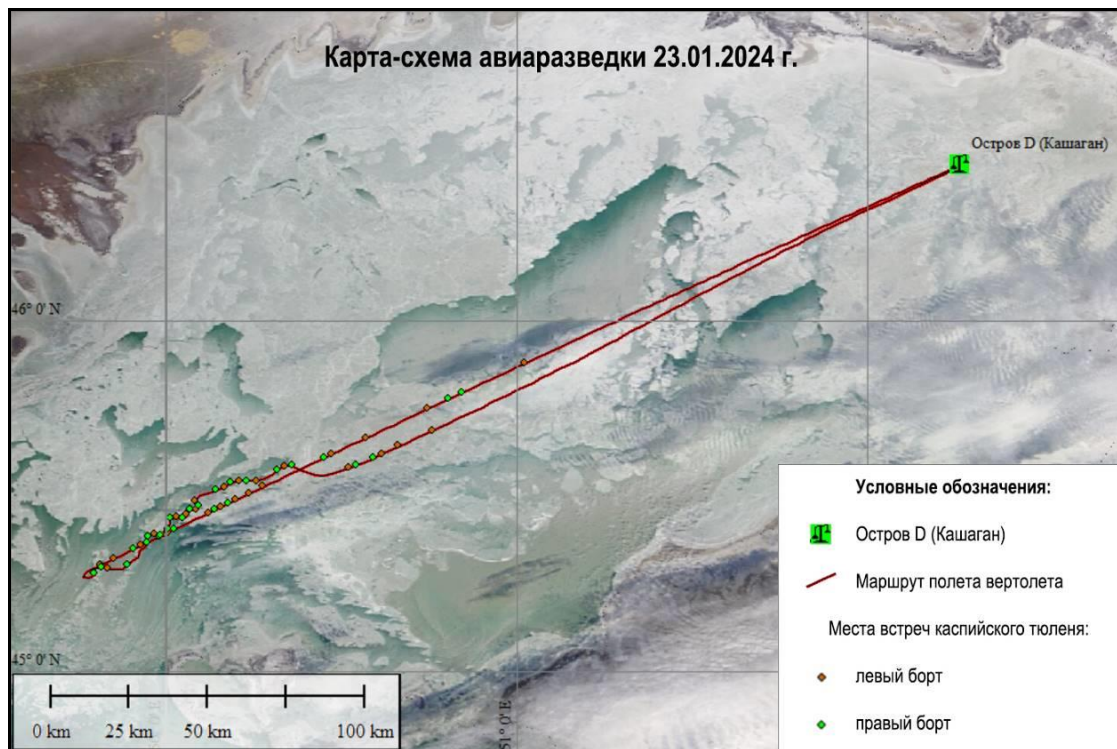 Карта-схема авиаразведки 23.01.2024 г.
Остров D (Кашаган)
46° 0' N
45° 0' N
51° 0' E
Условные обозначения:
Остров D (Кашаган)
Маршрут полета вертолета
Места встреч каспийского тюленя:
левый борт
правый борт
0 km 25 km 50 km 100 km